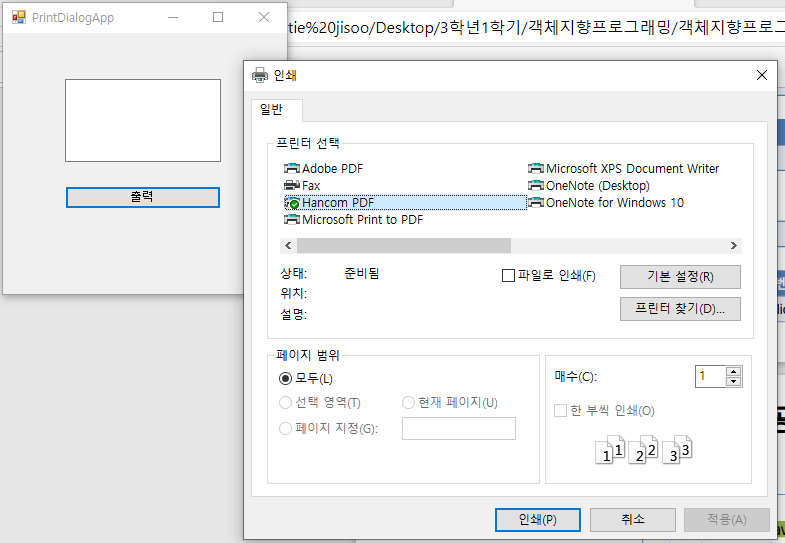 PrintDialogApp
tie%20jisoo/Desktop/3학년1학기/객체지향프로그래밍/객체지향프로그
출력
인쇄
일반
프린터 선택
Adobe PDF
Fax
Hancom PDF
Microsoft Print to PDF
Microsoft XPS Document Writer
OneNote (Desktop)
OneNote for Windows 10
상태: 준비됨
위치:
설명:
파일로 인쇄(F)
기본 설정(R)
프린터 찾기(D)...
페이지 범위
모두(L)
선택 영역(T)
현재 페이지(U)
페이지 지정(G):
매수(C): 1
한 부씩 인쇄(O)
1 1 2 2 3 3
인쇄(P)
취소
적용(A)